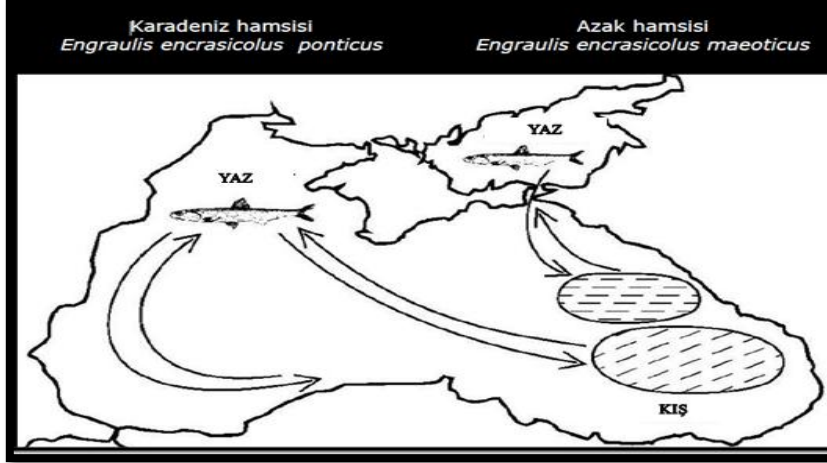 Karadeniz hamsisi
Engraulis encrasicolus ponticus
Azak hamsisi
Engraulis encrasicolus maeoticus
YAZ
YAZ
KIŞ